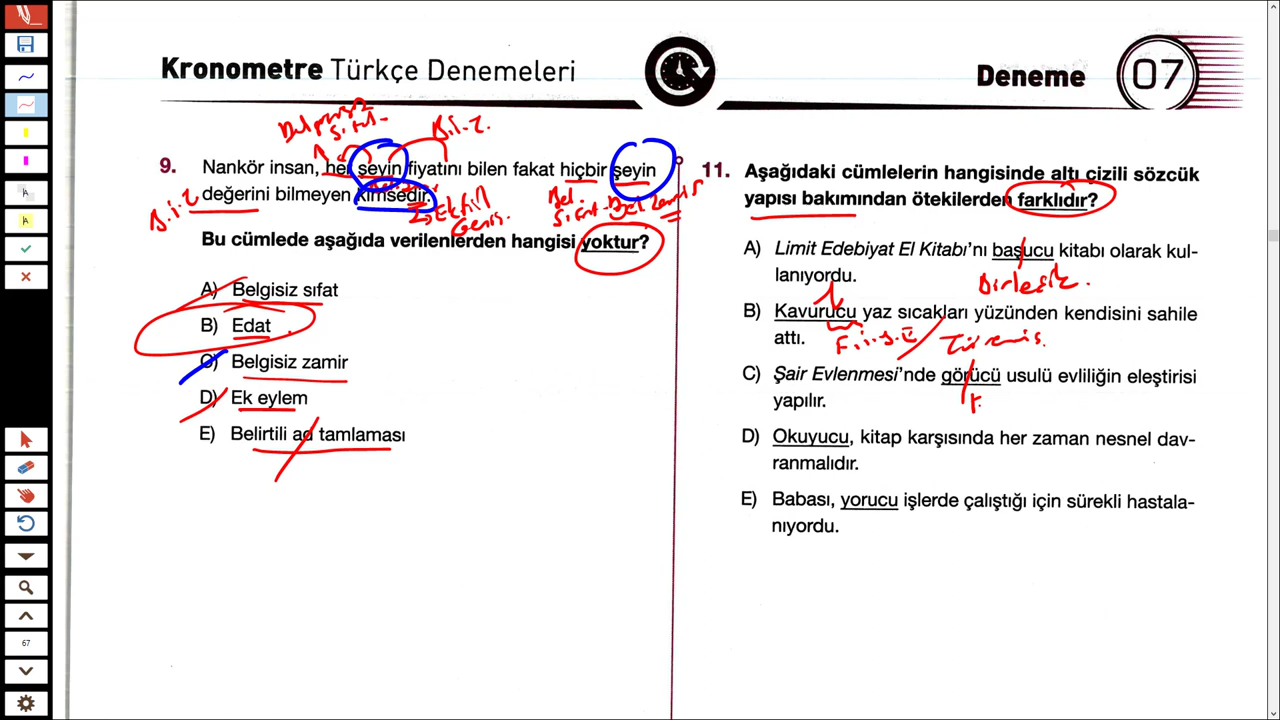 Kronometre Türkçe Denemeleri
Deneme 07
9. Nankör insan, her şeyin fiyatını bilen fakat hiçbir şeyin
değerini bilmeyen kimsedir.
Bu cümlede aşağıda verilenlerden hangisi yoktur?
A) Belgisiz sıfat
B) Edat
C) Belgisiz zamir
D) Ek eylem
E) Belirtili ad tamlaması
B.i.z.
B.i.z
Ekfiil
Geniş.
11. Aşağıdaki cümlelerin hangisinde altı çizili sözcük
yapısı bakımından ötekilerden farklıdır?
A) Limit Edebiyat El Kitabı'nı başucu kitabı olarak kul-
lanıyordu.
Birleşik.
B) Kavurucu yaz sıcakları yüzünden kendisini sahile
attı.
Türemiş.
C) Şair Evlenmesi'nde görücü usulü evliliğin eleştirisi
yapılır.
D) Okuyucu, kitap karşısında her zaman nesnel dav-
ranmalıdır.
E) Babası, yorucu işlerde çalıştığı için sürekli hastala-
nıyordu.
67